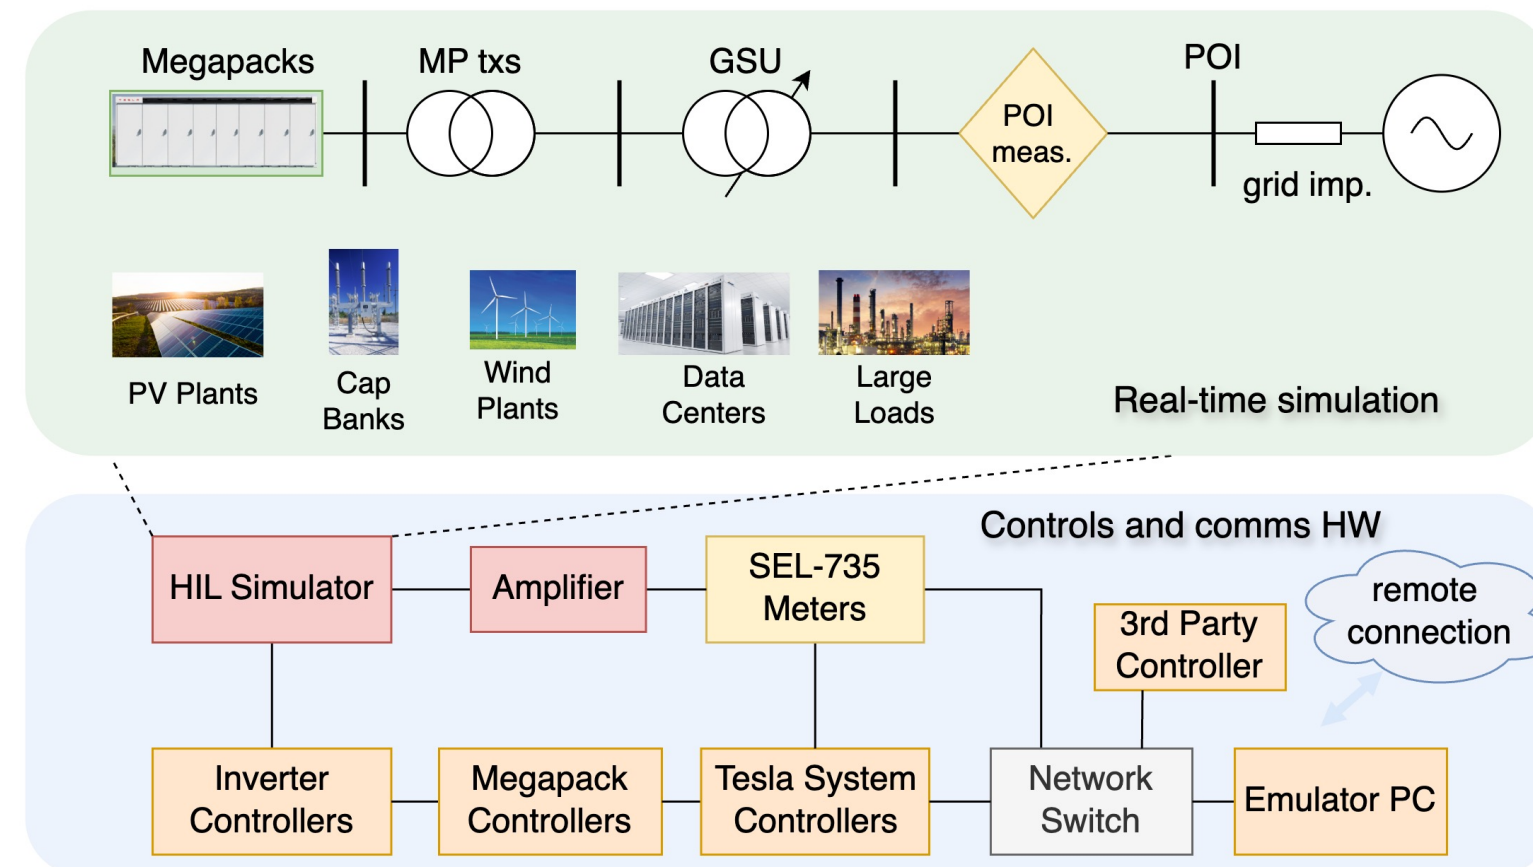 Megapacks
MP txs
GSU
POI
meas.
POI
grid imp.
PV Plants
Cap
Banks
Wind
Plants
Data
Centers
Large
Loads
Real-time simulation
Controls and comms HW
HIL Simulator
Amplifier
SEL-735
Meters
3rd Party
Controller
remote
connection
Inverter
Controllers
Megapack
Controllers
Tesla System
Controllers
Network
Switch
Emulator PC